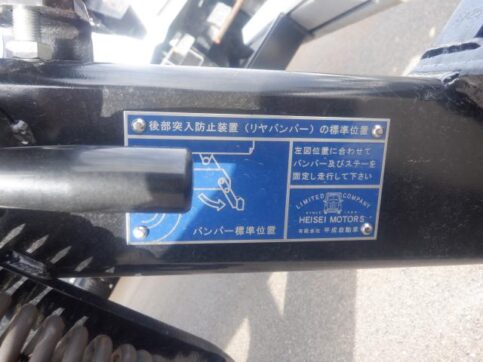 後部突入防止装置(リヤバンパー)の標準位置
左図位置に合わせて
バンパー及びステーを
固定し走行して下さい
バンパー標準位置
LIMITED COMPANY
SINCE
HEISEI MOTORS
有限会社 平成自動車